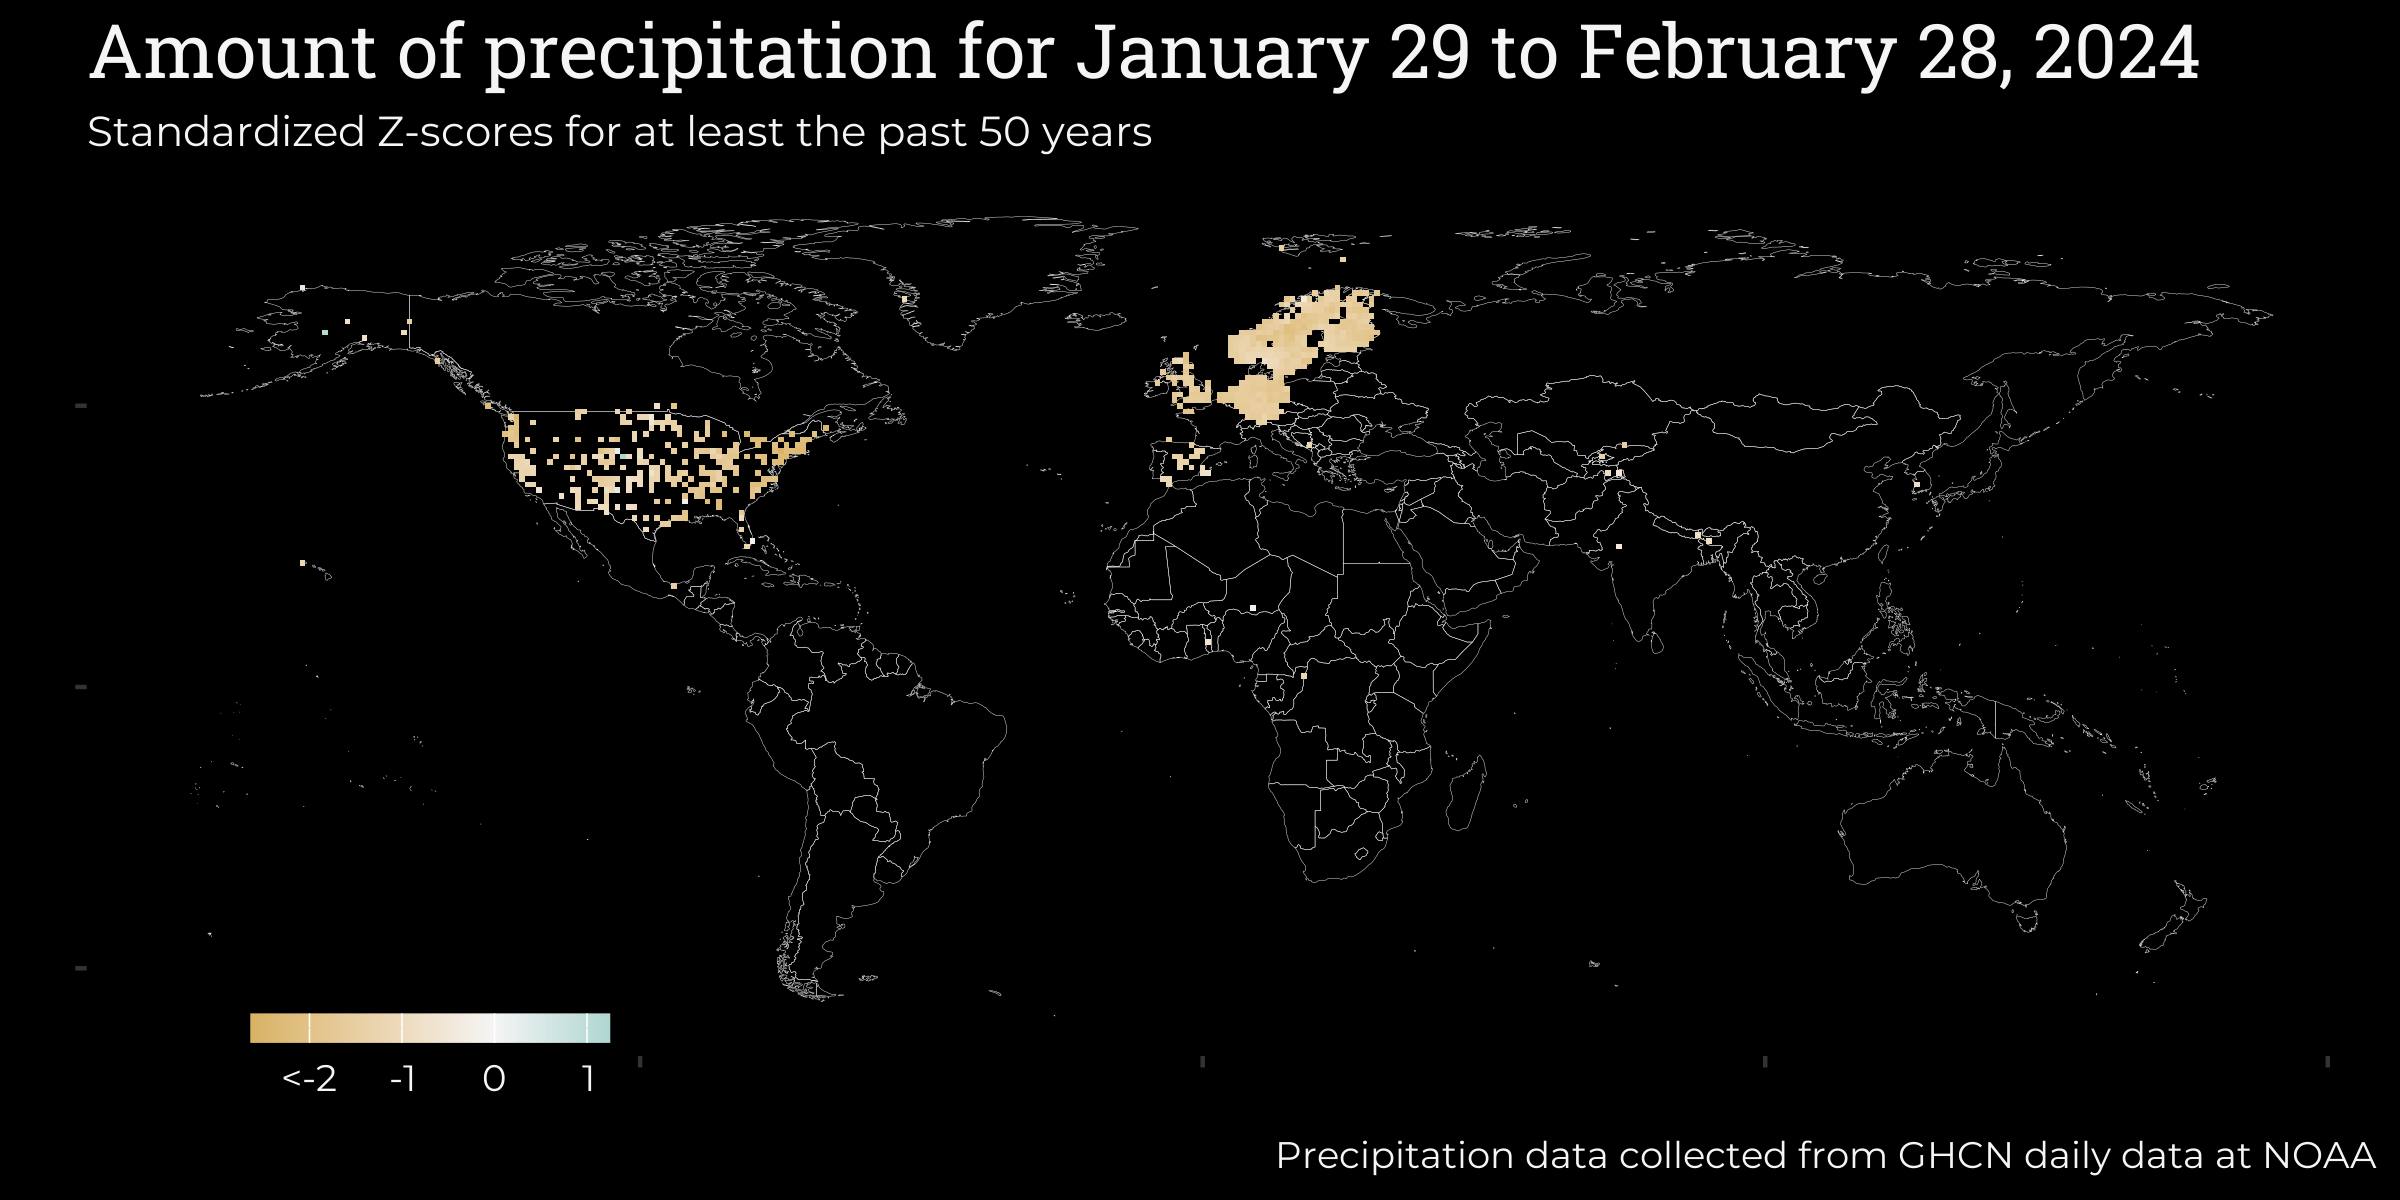 Amount of precipitation for January 29 to February 28, 2024
Standardized Z-scores for at least the past 50 years
<-2 -1 0 1
Precipitation data collected from GHCN daily data at NOAA